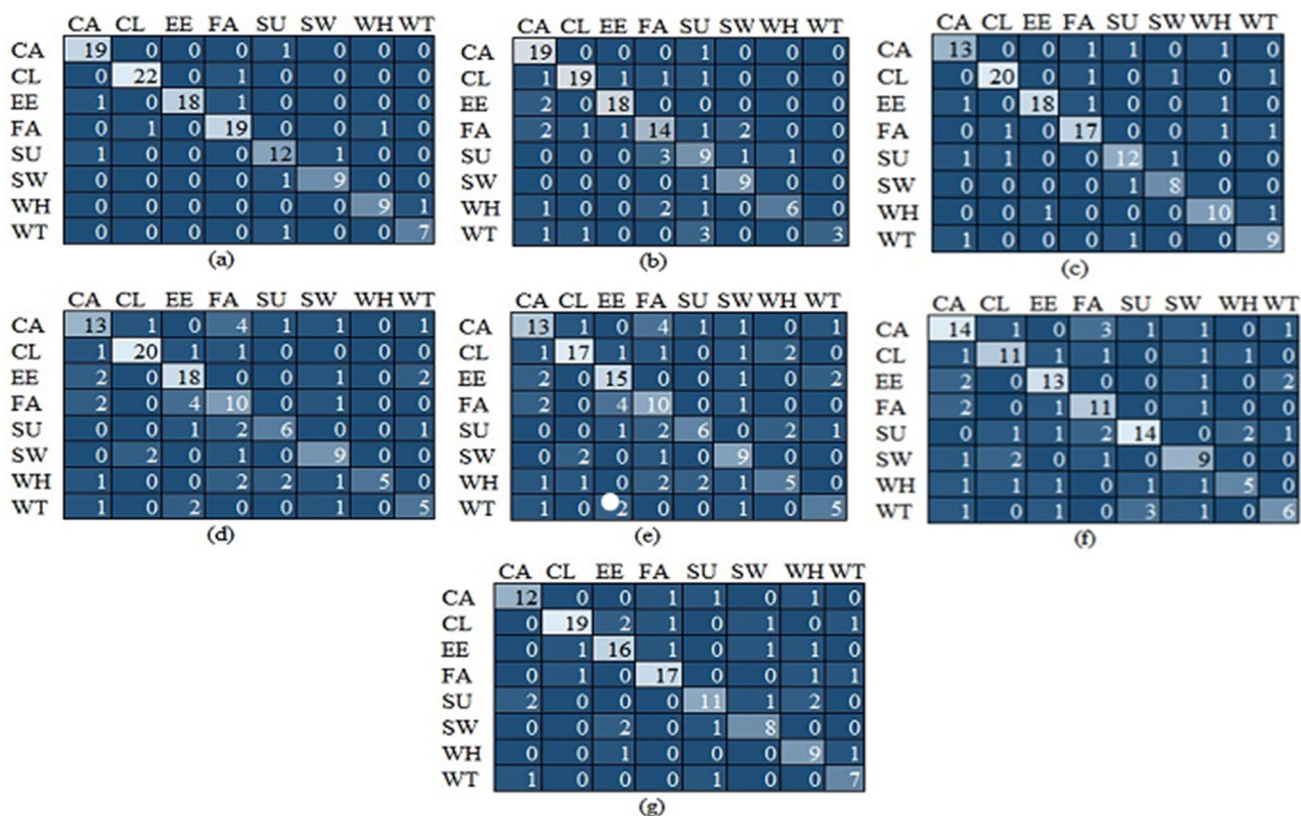 CA CL EE FA SU SW WH WT
CA 19 0 0 0 1 0 0 0
CL 0 22 0 1 0 0 0 0
EE 1 0 18 1 0 0 0 0
FA 0 1 0 19 0 0 1 0
SU 1 0 0 0 12 1 0 0
SW 0 0 0 0 1 9 0 0
WH 0 0 0 0 0 0 9 1
WT 0 0 0 0 1 0 0 7
(a)
CA CL EE FA SU SW WH WT
CA 19 0 0 0 1 0 0 0
CL 1 19 1 1 1 0 0 0
EE 2 0 18 0 0 0 0 0
FA 2 1 1 14 1 2 0 0
SU 0 0 0 3 9 1 1 0
SW 0 0 0 0 1 9 0 0
WH 1 0 0 2 1 0 6 0
WT 1 1 0 0 3 0 0 3
(b)
CA CL EE FA SU SW WH WT
CA 13 0 0 1 1 0 1 0
CL 0 20 0 1 0 1 0 1
EE 1 0 18 1 0 0 1 0
FA 0 1 0 17 0 0 1 1
SU 1 1 0 0 12 1 0 0
SW 0 0 0 0 1 8 0 0
WH 0 0 1 0 0 0 10 1
WT 1 0 0 0 1 0 0 9
(c)
CA CL EE FA SU SW WH WT
CA 13 1 0 4 1 1 0 1
CL 1 20 1 1 0 0 0 0
EE 2 0 18 0 0 1 0 2
FA 2 0 4 10 0 1 0 0
SU 0 0 1 2 6 0 0 1
SW 0 2 0 1 0 9 0 0
WH 1 0 0 2 2 1 5 0
WT 1 0 2 0 0 1 0 5
(d)
CA CL EE FA SU SW WH WT
CA 13 1 0 4 1 1 0 1
CL 1 17 1 1 0 1 2 0
EE 2 0 15 0 0 1 0 2
FA 2 0 4 10 0 1 0 0
SU 0 0 1 2 6 0 2 1
SW 0 2 0 1 0 9 0 0
WH 1 1 0 2 2 1 5 0
WT 1 0 2 0 0 1 0 5
(e)
CA CL EE FA SU SW WH WT
CA 14 1 0 3 1 1 0 1
CL 1 11 1 1 0 1 1 0
EE 2 0 13 0 0 1 0 2
FA 2 0 1 11 0 1 0 0
SU 0 1 1 2 14 0 2 1
SW 1 2 0 1 0 9 0 0
WH 1 1 1 0 1 1 5 0
WT 1 0 1 0 3 1 0 6
(f)
CA CL EE FA SU SW WH WT
CA 12 0 0 1 1 0 1 0
CL 0 19 2 1 0 1 0 1
EE 0 1 16 1 0 1 1 0
FA 0 1 0 17 0 0 1 1
SU 2 0 0 0 11 1 2 0
SW 0 0 2 0 1 8 0 0
WH 0 0 1 0 0 0 9 1
WT 1 0 0 0 1 0 0 7
(g)